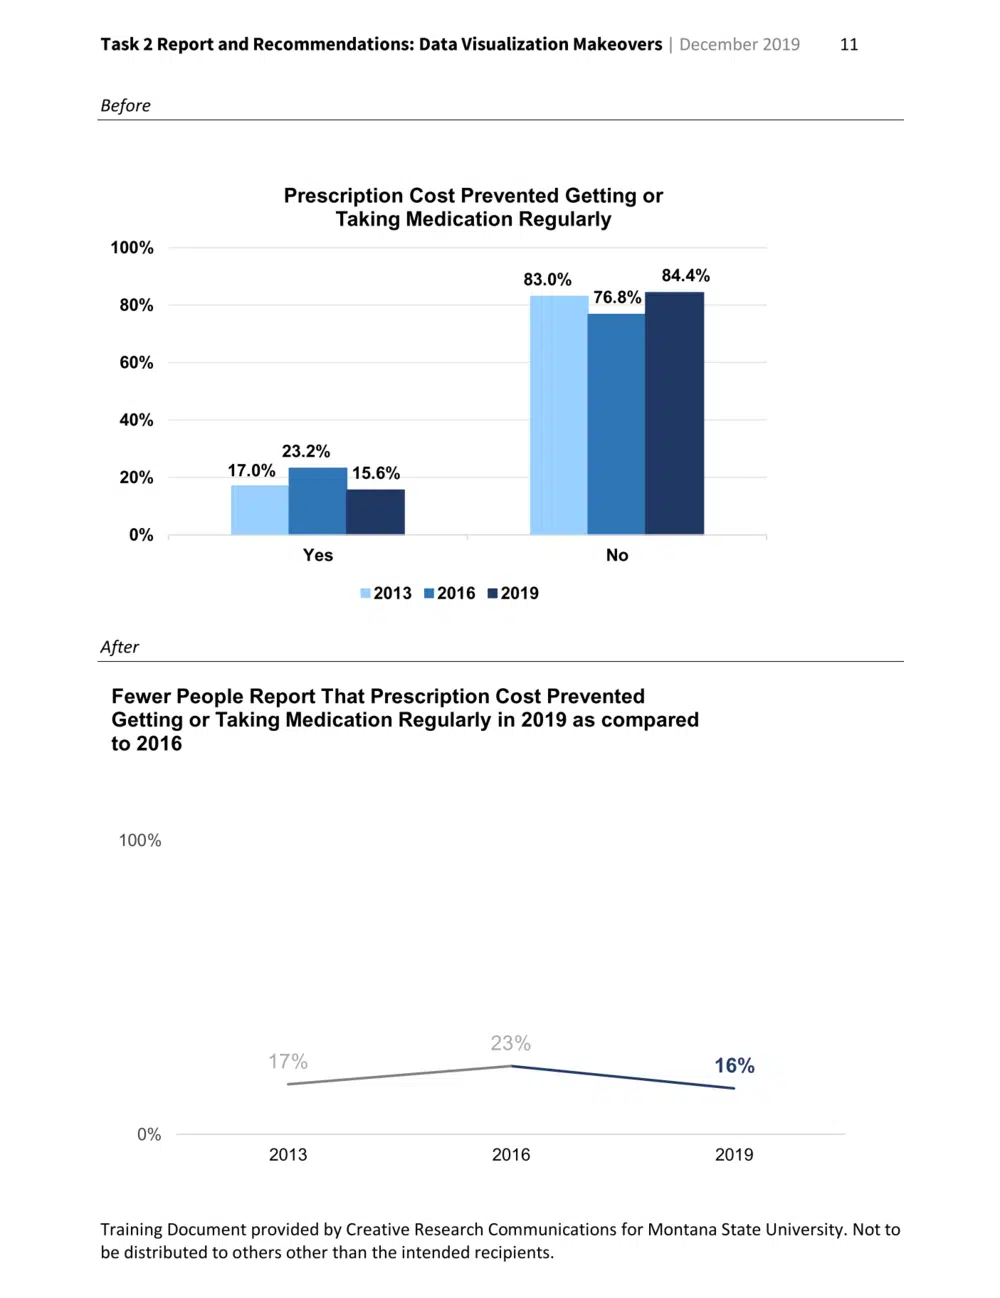 Task 2 Report and Recommendations: Data Visualization Makeovers | December 2019 11
Before
Prescription Cost Prevented Getting or
Taking Medication Regularly
100%
80%
60%
40%
20%
0%
17.0%
23.2%
15.6%
83.0%
76.8%
84.4%
Yes
No
2013 2016 2019
After
Fewer People Report That Prescription Cost Prevented
Getting or Taking Medication Regularly in 2019 as compared
to 2016
100%
17%
23%
16%
0%
2013
2016
2019
Training Document provided by Creative Research Communications for Montana State University. Not to
be distributed to others other than the intended recipients.